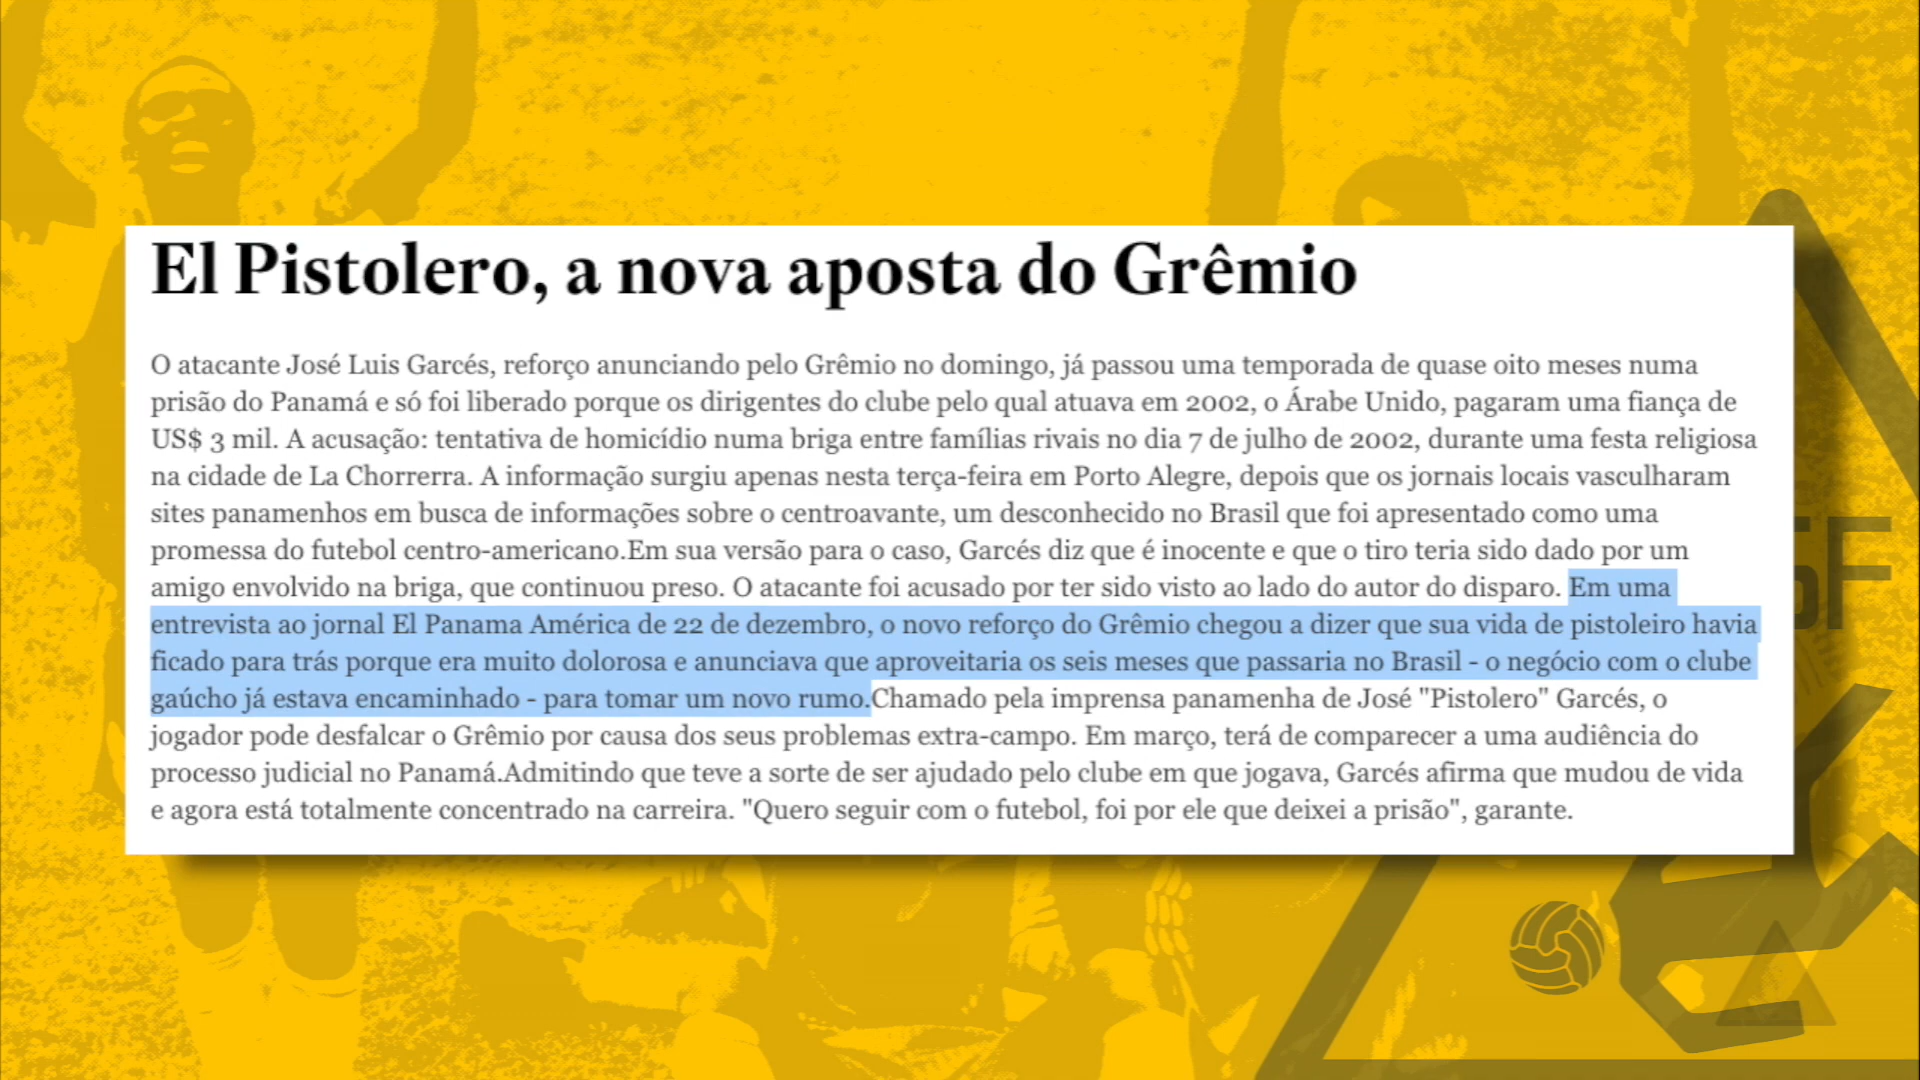 El Pistolero, a nova aposta do Grêmio
O atacante José Luis Garcés, reforço anunciando pelo Grêmio no domingo, já passou uma temporada de quase oito meses numa
prisão do Panamá e só foi liberado porque os dirigentes do clube pelo qual atuava em 2002, o Árabe Unido, pagaram uma fiança de
US$ 3 mil. A acusação: tentativa de homicídio numa briga entre famílias rivais no dia 7 de julho de 2002, durante uma festa religiosa
na cidade de La Chorrerra. A informação surgiu apenas nesta terça-feira em Porto Alegre, depois que os jornais locais vasculharam
sites panamenhos em busca de informações sobre o centroavante, um desconhecido no Brasil que foi apresentado como uma
promessa do futebol centro-americano.Em sua versão para o caso, Garcés diz que é inocente e que o tiro teria sido dado por um
amigo envolvido na briga, que continuou preso. O atacante foi acusado por ter sido visto ao lado do autor do disparo. Em uma
entrevista ao jornal El Panama América de 22 de dezembro, o novo reforço do Grêmio chegou a dizer que sua vida de pistoleiro havia
ficado para trás porque era muito dolorosa e anunciava que aproveitaria os seis meses que passaria no Brasil - o negócio com o clube
gaúcho já estava encaminhado - para tomar um novo rumo.Chamado pela imprensa panamenha de José "Pistolero" Garcés, o
jogador pode desfalcar o Grêmio por causa dos seus problemas extra-campo. Em março, terá de comparecer a uma audiência do
processo judicial no Panamá.Admitindo que teve a sorte de ser ajudado pelo clube em que jogava, Garcés afirma que mudou de vida
e agora está totalmente concentrado na carreira. "Quero seguir com o futebol, foi por ele que deixei a prisão", garante.